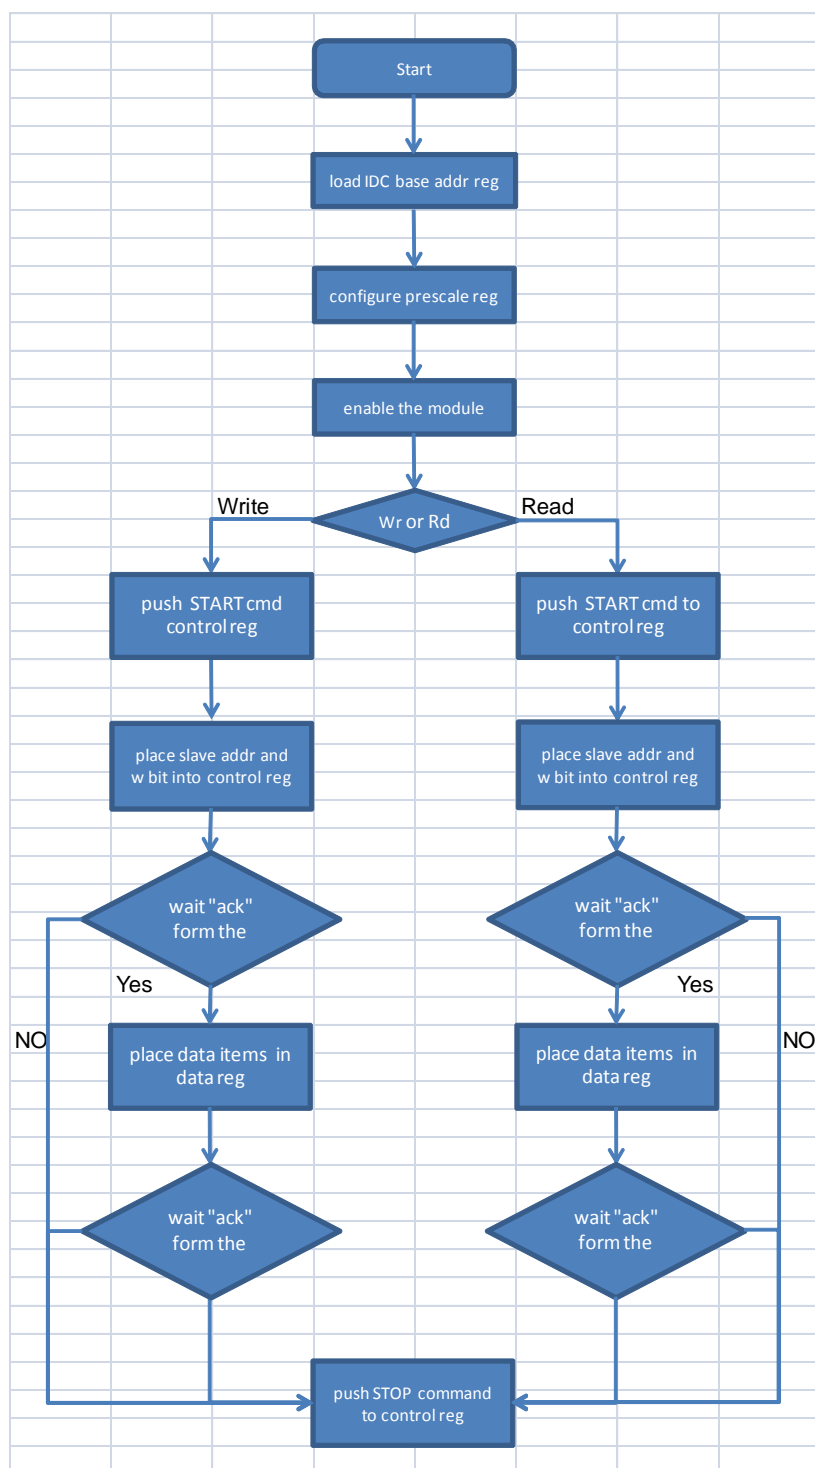 Start
load IDC base addr reg
configure prescale reg
enable the module
Write
Wr or Rd
Read
push START cmd
control reg
push START cmd to
control reg
place slave addr and
w bit into control reg
place slave addr and
w bit into control reg
wait "ack"
form the
wait "ack"
form the
Yes
Yes
NO
NO
place data items in
data reg
place data items in
data reg
wait "ack"
form the
wait "ack"
form the
push STOP command
to control reg